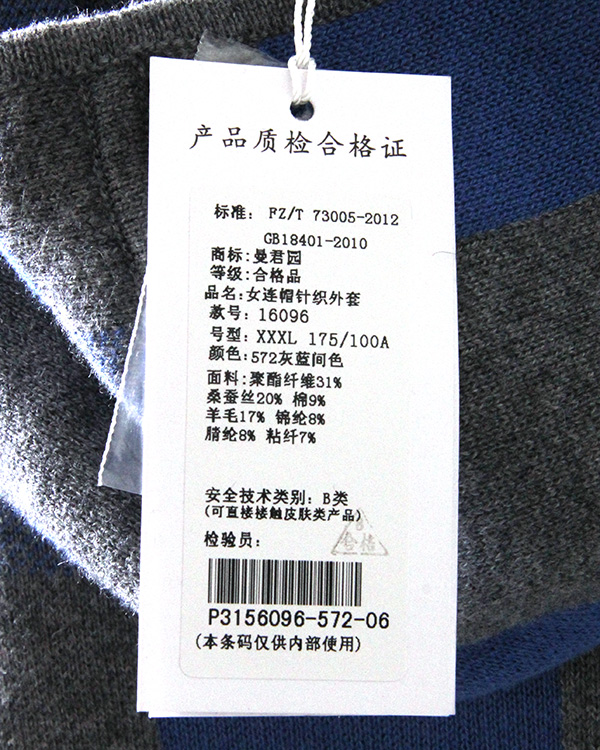 产品质检合格证
标准: FZ/T 73005-2012
GB18401-2010
商标:曼君园
等级:合格品
品名:女连帽针织外套
款号:16096
号型:XXXL 175/100A
颜色:572灰蓝间色
面料:聚酯纤维31%
桑蚕丝20% 棉9%
羊毛17% 锦纶8%
腈纶8% 粘纤7%
安全技术类别: B类
(可直接接触皮肤类产品)
检验员:
合格
P3156096-572-06
(本条码仅供内部使用)